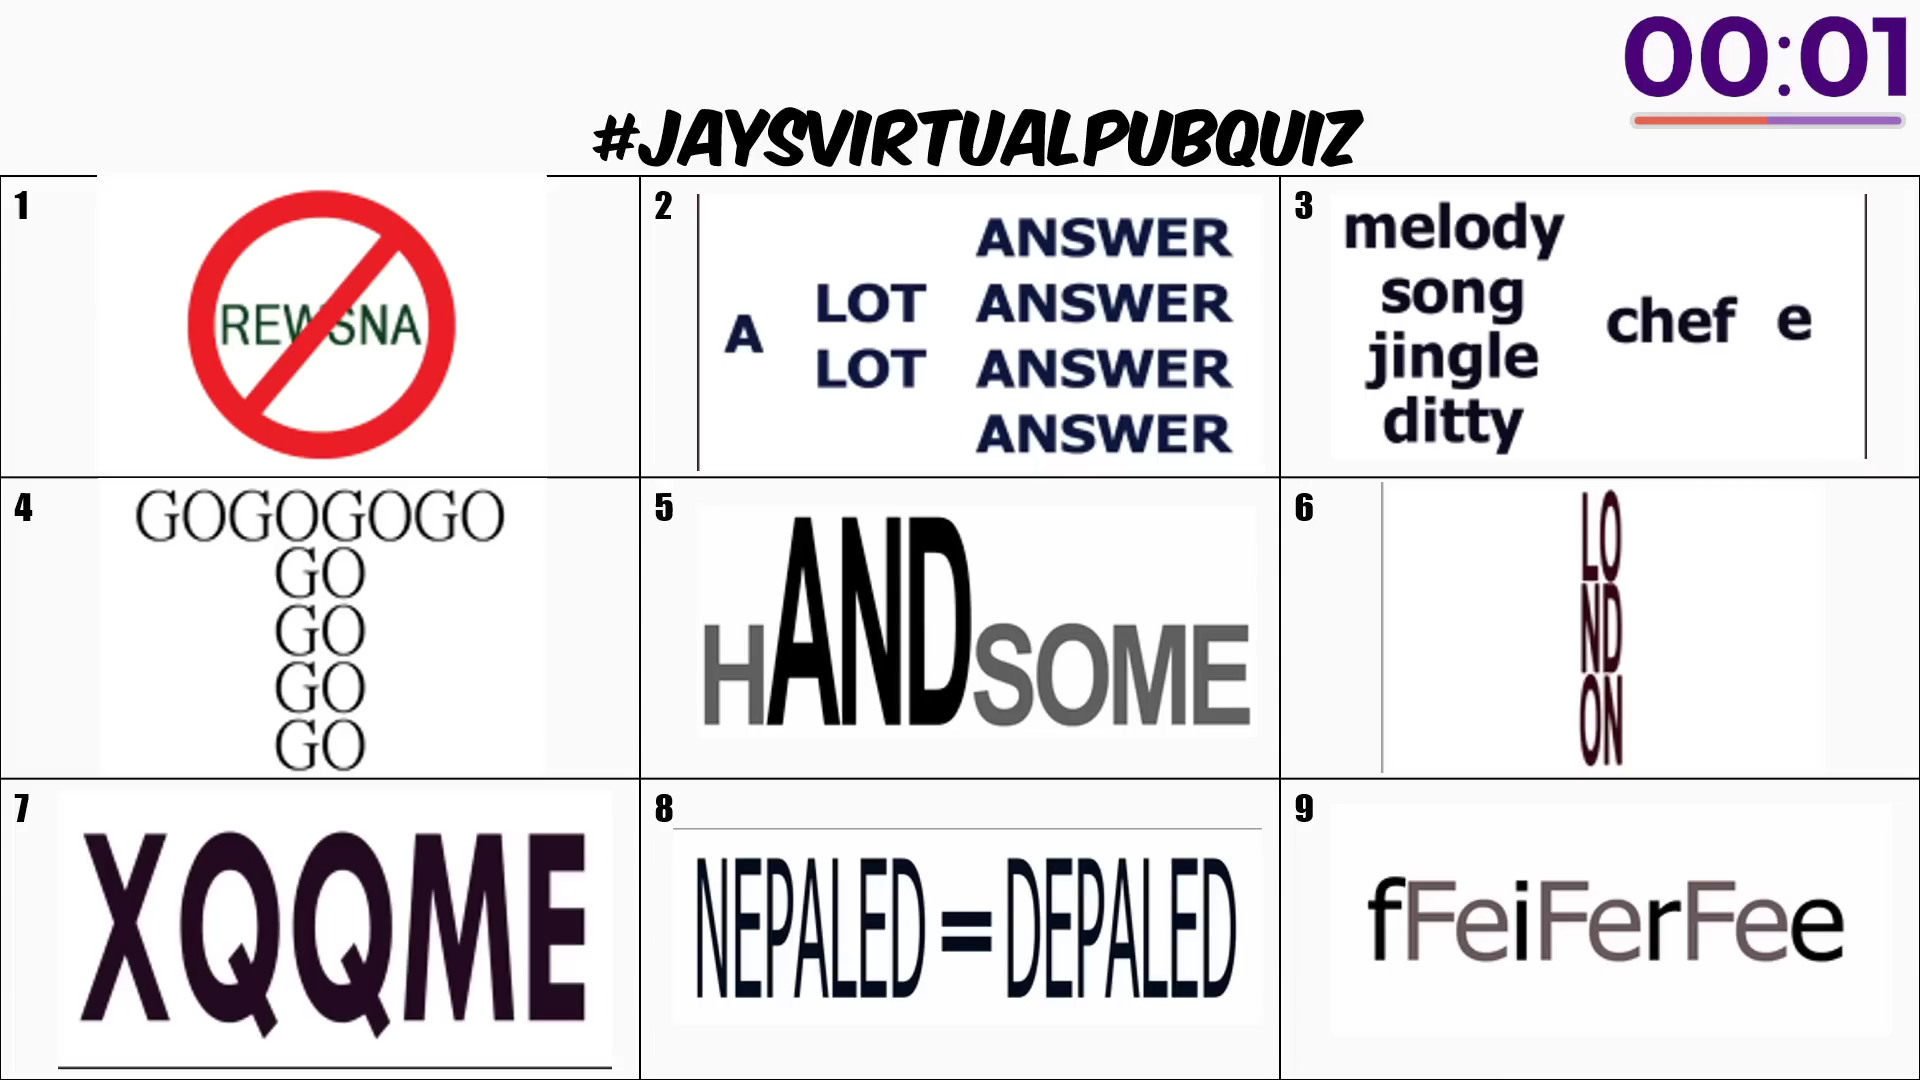 00:01
#JAYSVIRTUALPUBQUIZ
1
REWSNA
2
ANSWER
A LOT ANSWER
LOT ANSWER
ANSWER
3
melody
song
jingle
ditty
chef e
4
GOGOGOGO
GO
GO
GO
GO
5
HANDSOME
6
LO
ND
ON
7
XQQME
8
NEPALED = DEPALED
9
fFeiFerFee